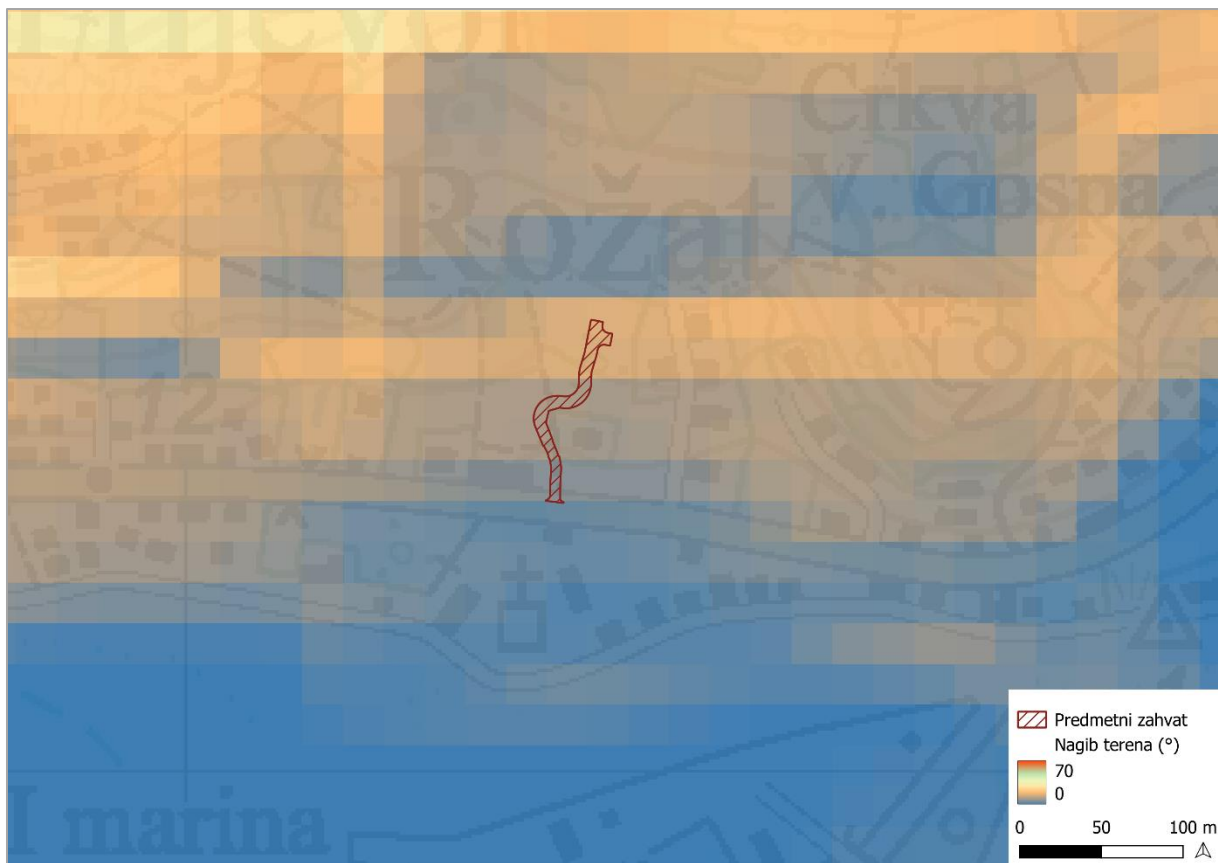 Crkva
Rožat
V. Gospa
12
I marina
Predmetni zahvat
Nagib terena (°)
70
0
0 50 100 m